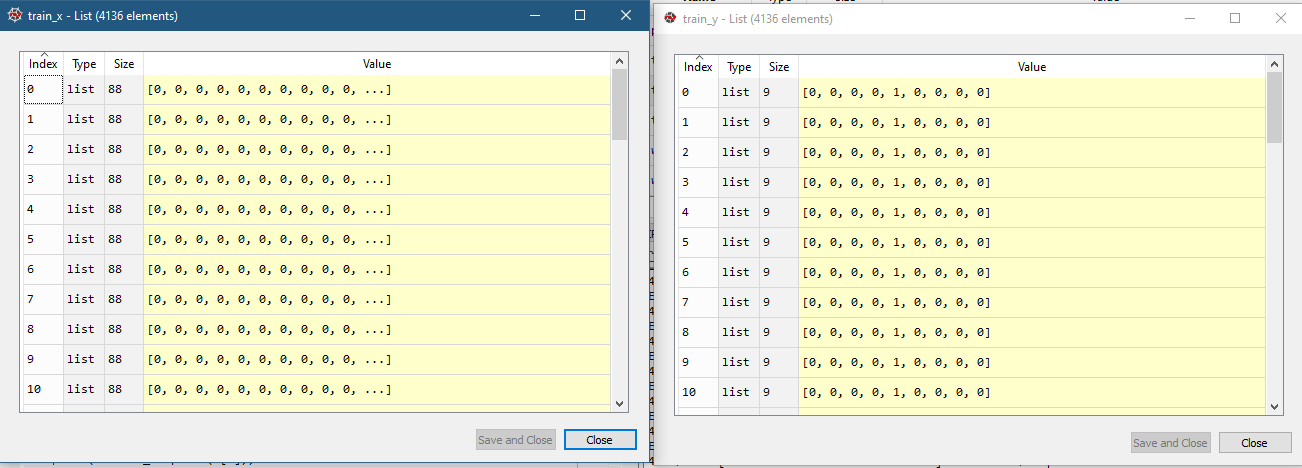 train_x - List (4136 elements)
Index Type Size Value
0 list 88 [0, 0, 0, 0, 0, 0, 0, 0, 0, 0, ...]
1 list 88 [0, 0, 0, 0, 0, 0, 0, 0, 0, 0, ...]
2 list 88 [0, 0, 0, 0, 0, 0, 0, 0, 0, 0, ...]
3 list 88 [0, 0, 0, 0, 0, 0, 0, 0, 0, 0, ...]
4 list 88 [0, 0, 0, 0, 0, 0, 0, 0, 0, 0, ...]
5 list 88 [0, 0, 0, 0, 0, 0, 0, 0, 0, 0, ...]
6 list 88 [0, 0, 0, 0, 0, 0, 0, 0, 0, 0, ...]
7 list 88 [0, 0, 0, 0, 0, 0, 0, 0, 0, 0, ...]
8 list 88 [0, 0, 0, 0, 0, 0, 0, 0, 0, 0, ...]
9 list 88 [0, 0, 0, 0, 0, 0, 0, 0, 0, 0, ...]
10 list 88 [0, 0, 0, 0, 0, 0, 0, 0, 0, 0, ...]
Save and Close Close
train_y - List (4136 elements)
Index Type Size Value
0 list 9 [0, 0, 0, 0, 1, 0, 0, 0, 0]
1 list 9 [0, 0, 0, 0, 1, 0, 0, 0, 0]
2 list 9 [0, 0, 0, 0, 1, 0, 0, 0, 0]
3 list 9 [0, 0, 0, 0, 1, 0, 0, 0, 0]
4 list 9 [0, 0, 0, 0, 1, 0, 0, 0, 0]
5 list 9 [0, 0, 0, 0, 1, 0, 0, 0, 0]
6 list 9 [0, 0, 0, 0, 1, 0, 0, 0, 0]
7 list 9 [0, 0, 0, 0, 1, 0, 0, 0, 0]
8 list 9 [0, 0, 0, 0, 1, 0, 0, 0, 0]
9 list 9 [0, 0, 0, 0, 1, 0, 0, 0, 0]
10 list 9 [0, 0, 0, 0, 1, 0, 0, 0, 0]
Save and Close Close